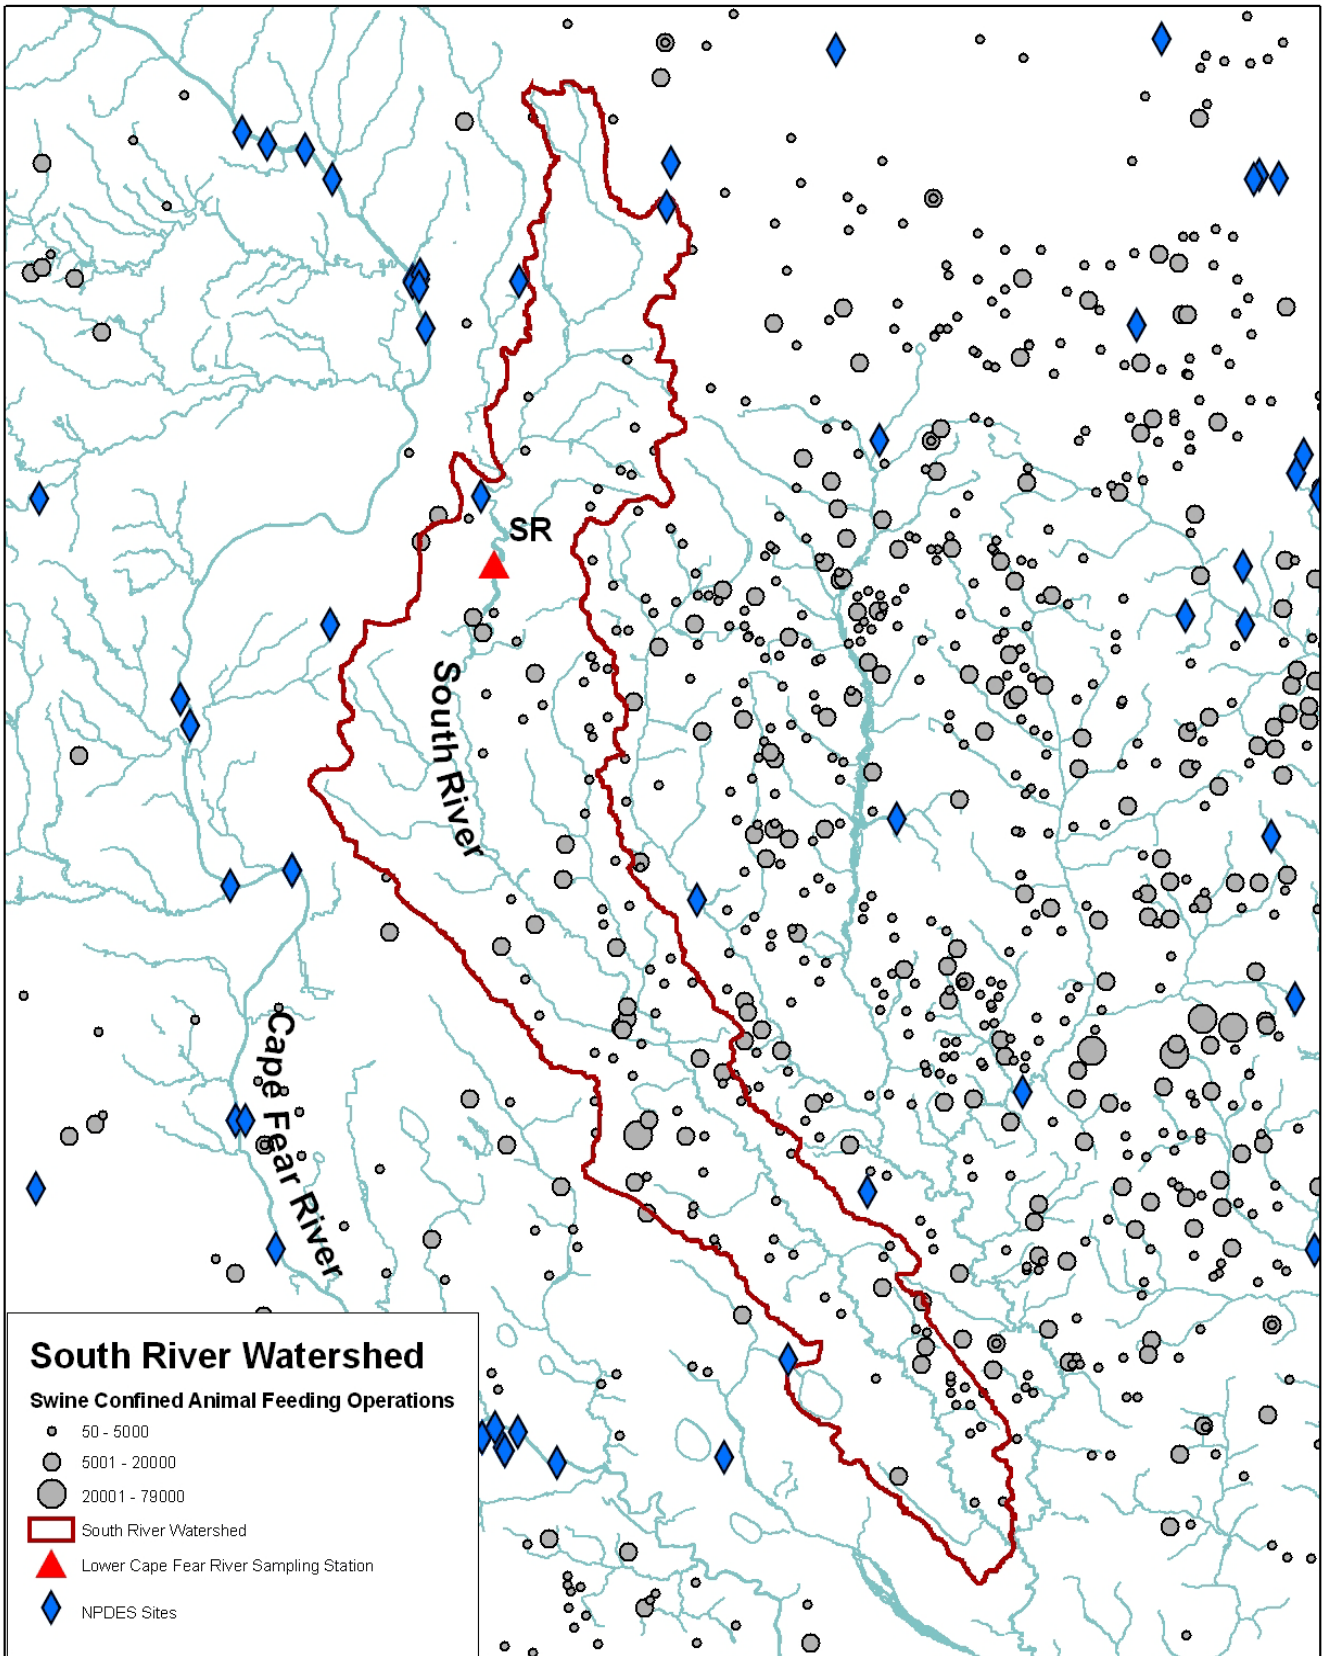 SR
South River
Cape Fear River
South River Watershed
Swine Confined Animal Feeding Operations
50 - 5000
5001 - 20000
20001 - 79000
South River Watershed
Lower Cape Fear River Sampling Station
NPDES Sites